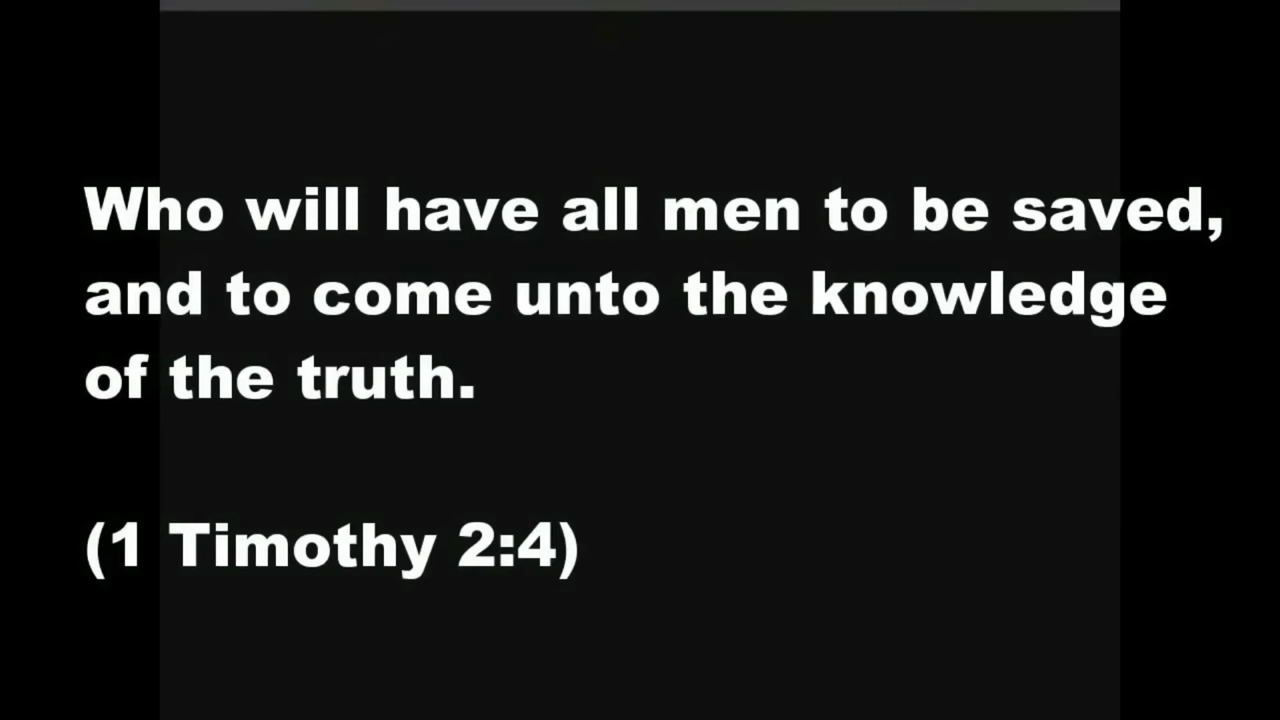 Who will have all men to be saved,
and to come unto the knowledge
of the truth.
(1 Timothy 2:4)